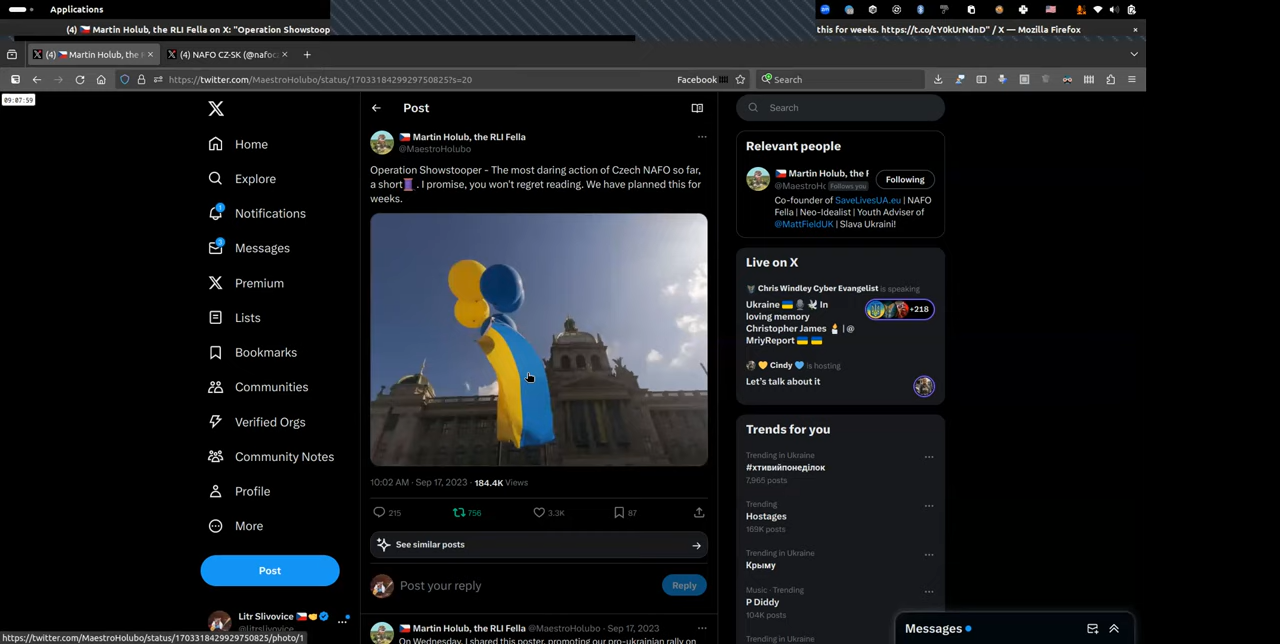 Applications
(4) 🇨🇿 Martin Holub, the RLI Fella on X: "Operation Showstoop
this for weeks. https://t.co/tY0kUrNdnD" / X — Mozilla Firefox
(4) 🇨🇿 Martin Holub, the
(4) NAFO CZ-SK (@nafoc
https://twitter.com/MaestroHolubo/status/1703318429929750825?s=20
Facebook
Search
09:07:59
Post
Search
Home
Explore
1
Notifications
Messages
Premium
Lists
Bookmarks
Communities
Verified Orgs
Community Notes
Profile
More
Post
Litr Slivovice
https://twitter.com/MaestroHolubo/status/1703318429929750825/photo/1
🇨🇿 Martin Holub, the RLI Fella
@MaestroHolubo
Operation Showstooper - The most daring action of Czech NAFO so far,
a short🧵. I promise, you won't regret reading. We have planned this for
weeks.
10:02 AM · Sep 17, 2023 · 184.4K Views
215
756
3.3K
87
See similar posts
Post your reply
Reply
🇨🇿 Martin Holub, the RLI Fella @MaestroHolubo · Sep 17, 2023
On Wednesday, I shared this poster, promoting our pro-ukrainian rally on
Relevant people
🇨🇿 Martin Holub, the F
@MaestroHo Follows you
Following
Co-founder of SaveLivesUA.eu | NAFO
Fella | Neo-Idealist | Youth Adviser of
@MattFieldUK | Slava Ukraini!
Live on X
Chris Windley Cyber Evangelist is speaking
Ukraine 🇺🇦 🎙️ 🕊️ In
loving memory
Christopher James 🕯️ | @
MriyReport 🇺🇦 🇺🇦
+218
💛 Cindy 💙 is hosting
Let's talk about it
Trends for you
Trending in Ukraine
#хтивийпонеділок
7,965 posts
Trending
Hostages
169K posts
Trending in Ukraine
Крыму
Music · Trending
P Diddy
104K posts
Trending in Ukraine
Messages